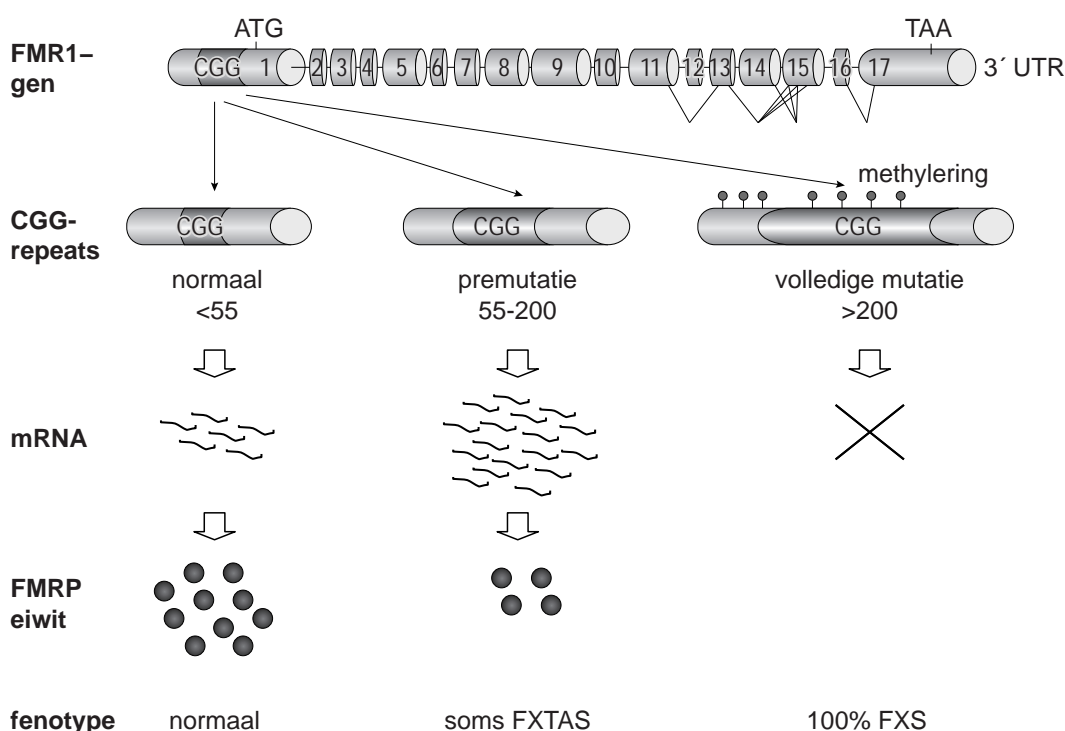 ATG
TAA
FMR1–
gen
CGG 1 2 3 4 5 6 7 8 9 10 11 12 13 14 15 16 17
3´ UTR
methylering
CGG-
repeats
CGG CGG CGG
normaal premutatie volledige mutatie
<55 55-200 >200
mRNA
FMRP
eiwit
fenotype normaal soms FXTAS 100% FXS